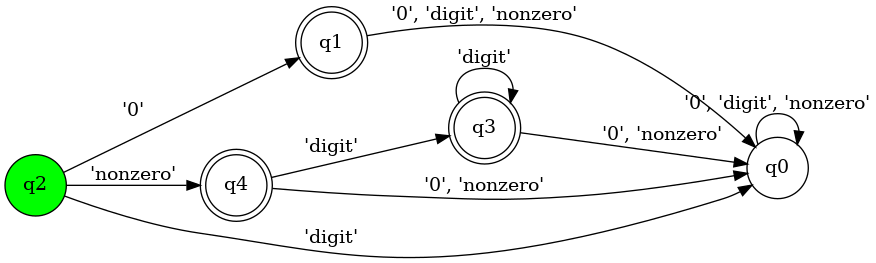 '0', 'digit', 'nonzero'
q1
'digit'
'0', 'digit', 'nonzero'
'0'
q3
'0', 'nonzero'
'digit'
q0
'nonzero'
q2
q4
'0', 'nonzero'
'digit'